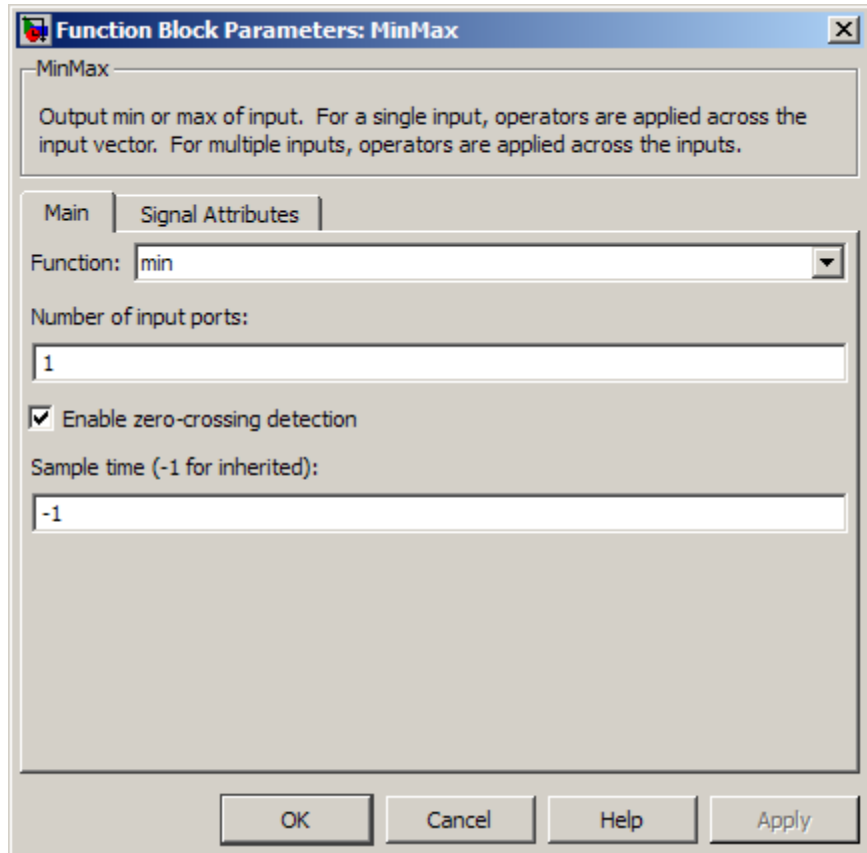 Function Block Parameters: MinMax
MinMax
Output min or max of input.  For a single input, operators are applied across the
input vector.  For multiple inputs, operators are applied across the inputs.
Main Signal Attributes
Function: min
Number of input ports:
1
Enable zero-crossing detection
Sample time (-1 for inherited):
-1
OK Cancel Help Apply